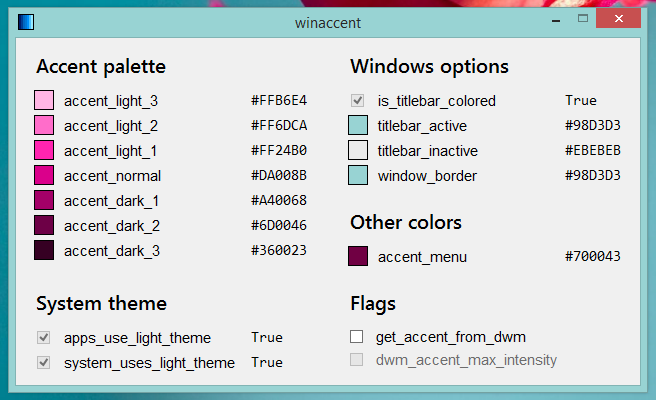 winaccent
Accent palette
accent_light_3 #FFB6E4
accent_light_2 #FF6DCA
accent_light_1 #FF24B0
accent_normal #DA008B
accent_dark_1 #A40068
accent_dark_2 #6D0046
accent_dark_3 #360023
Windows options
is_titlebar_colored True
titlebar_active #98D3D3
titlebar_inactive #EBEBEB
window_border #98D3D3
Other colors
accent_menu #700043
System theme
apps_use_light_theme True
system_uses_light_theme True
Flags
get_accent_from_dwm
dwm_accent_max_intensity